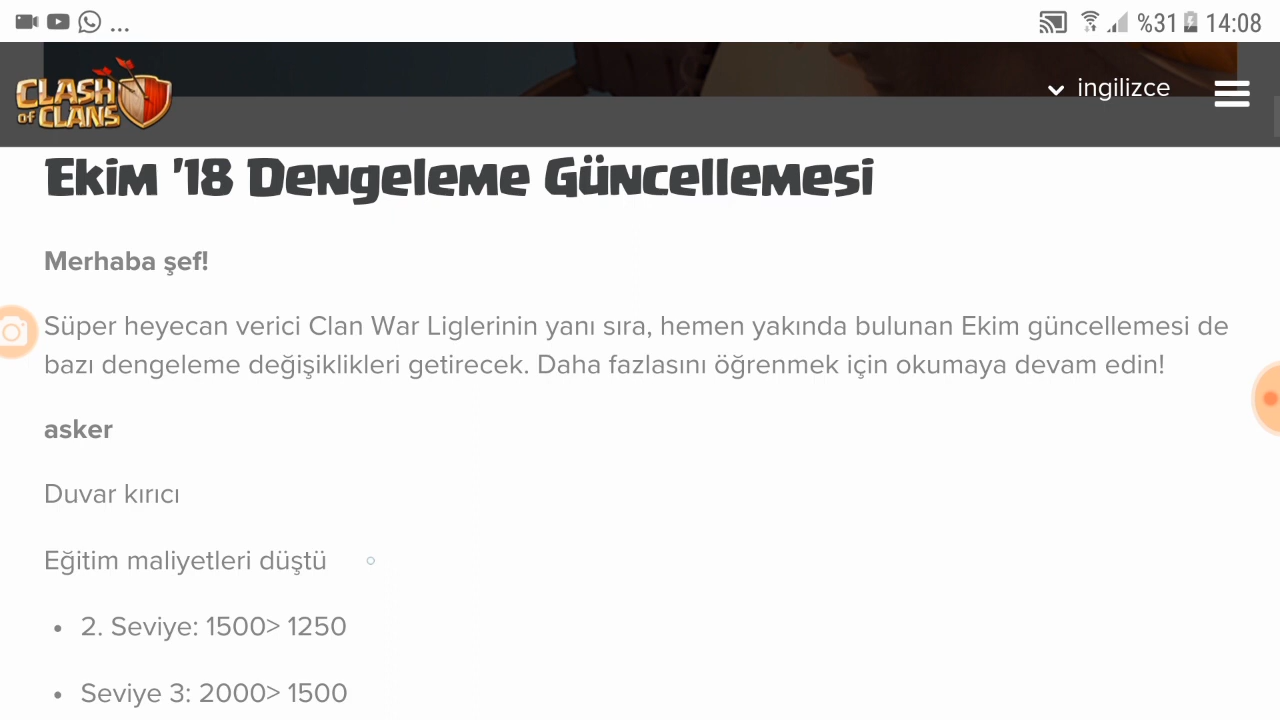 ... %31 14:08
CLASH of CLANS
ingilizce
Ekim '18 Dengeleme Güncellemesi
Merhaba şef!
Süper heyecan verici Clan War Liglerinin yanı sıra, hemen yakında bulunan Ekim güncellemesi de
bazı dengeleme değişiklikleri getirecek. Daha fazlasını öğrenmek için okumaya devam edin!
asker
Duvar kırıcı
Eğitim maliyetleri düştü
• 2. Seviye: 1500> 1250
• Seviye 3: 2000> 1500